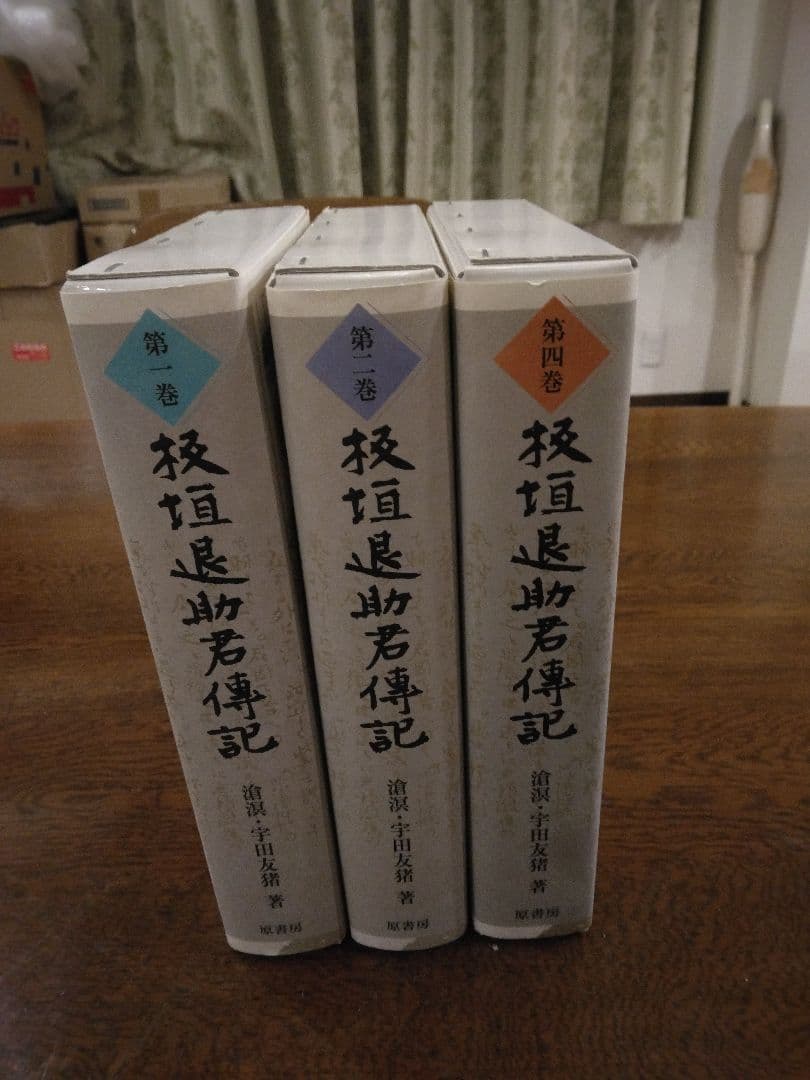 第一巻
板垣退助君傳記
滄溟・宇田友猪 著
原書房
第二巻
板垣退助君傳記
滄溟・宇田友猪 著
原書房
第四巻
板垣退助君傳記
滄溟・宇田友猪 著
原書房